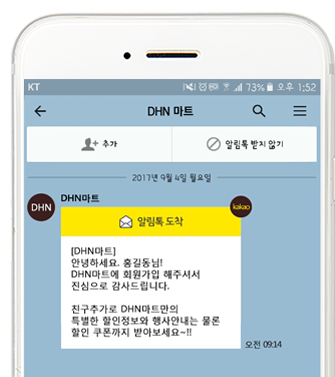 KT 73% 오후 1:52
DHN 마트
추가
알림톡 받지 않기
2017년 9월 4일 월요일
DHN
DHN마트
kakao
알림톡 도착
[DHN마트]
안녕하세요. 홍길동님!
DHN마트에 회원가입 해주셔서
진심으로 감사드립니다.
친구추가로 DHN마트만의
특별한 할인정보와 행사안내는 물론
할인 쿠폰까지 받아보세요~!!
오전 09:14